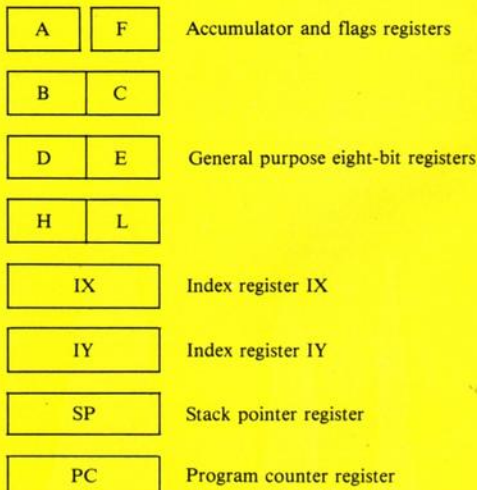 A F Accumulator and flags registers
B C
D E General purpose eight-bit registers
H L
IX Index register IX
IY Index register IY
SP Stack pointer register
PC Program counter register